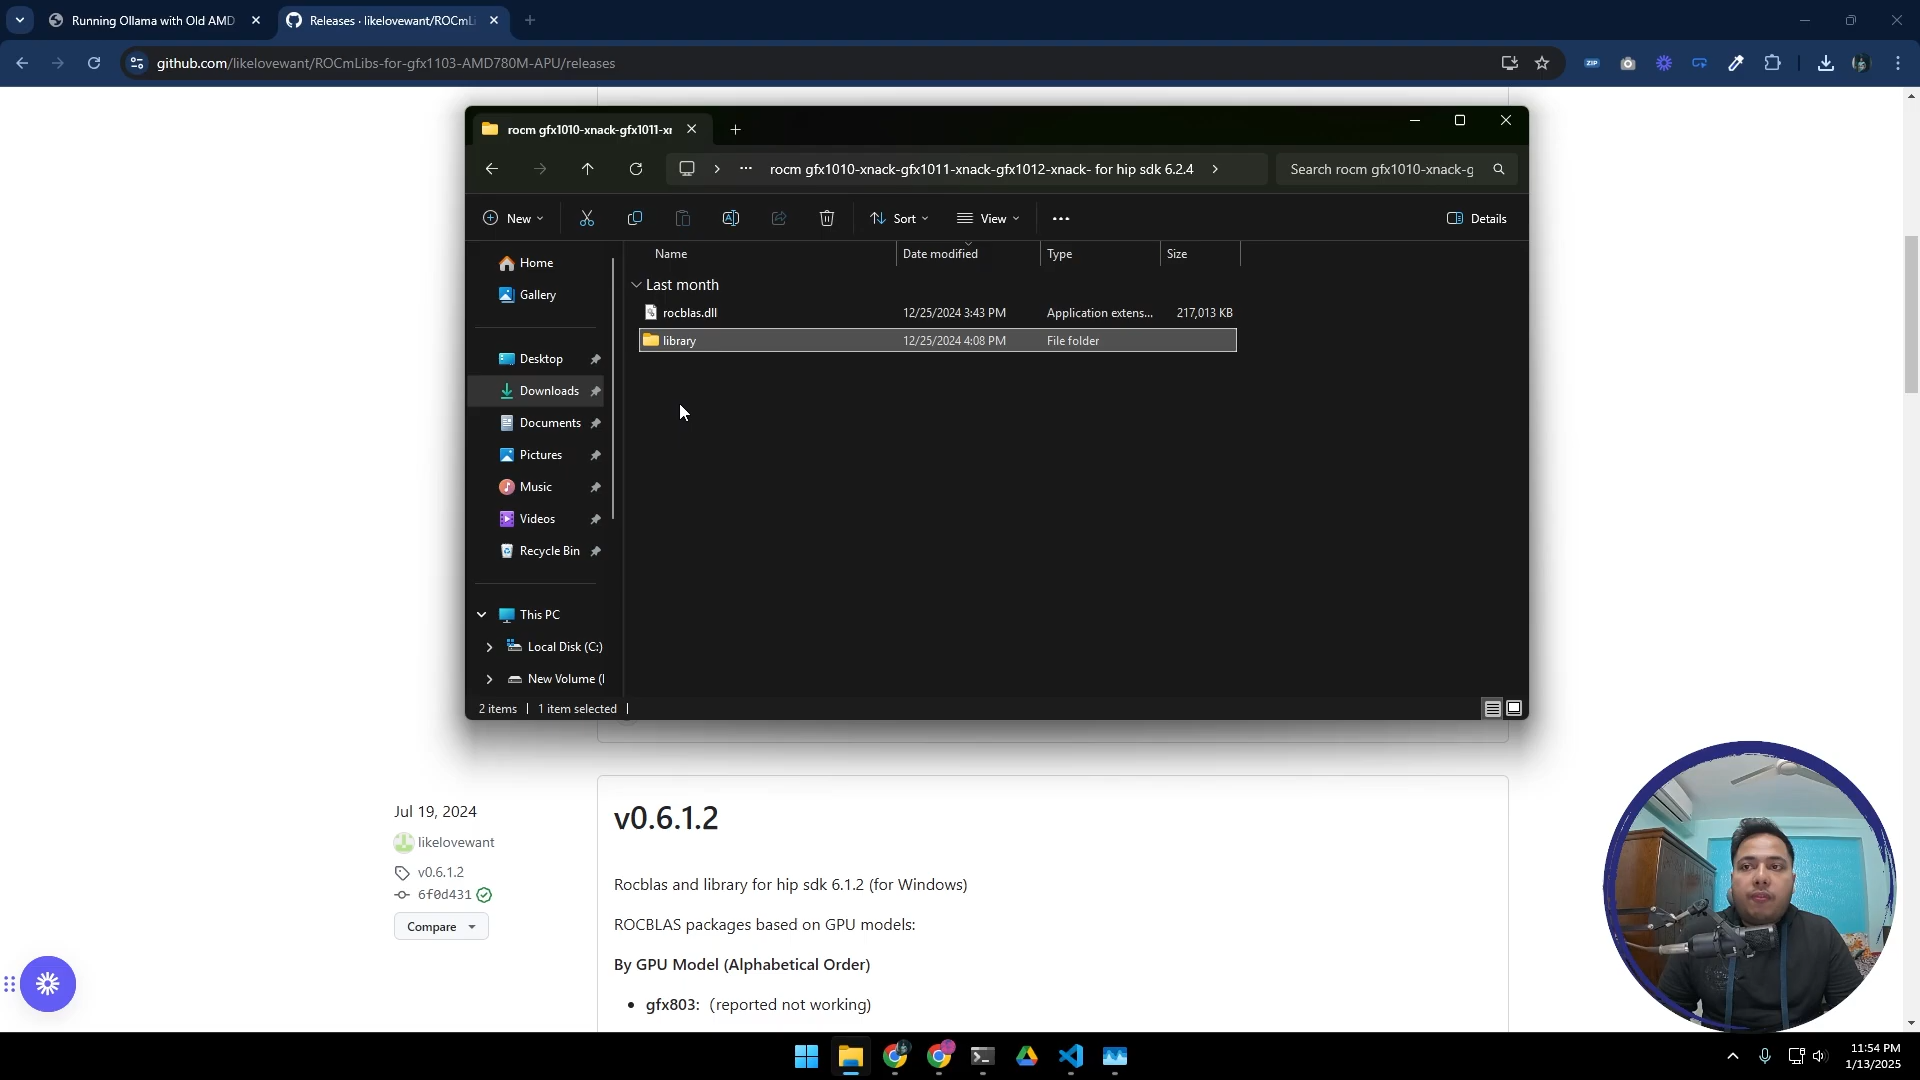 Running Ollama with Old AMD
Releases · likelovewant/ROCmLi
github.com/likelovewant/ROCmLibs-for-gfx1103-AMD780M-APU/releases
ZIP
rocm gfx1010-xnack-gfx1011-xn
rocm gfx1010-xnack-gfx1011-xnack-gfx1012-xnack- for hip sdk 6.2.4
Search rocm gfx1010-xnack-g
New
Sort
View
Details
Home
Gallery
Desktop
Downloads
Documents
Pictures
Music
Videos
Recycle Bin
This PC
Local Disk (C:)
New Volume (
Name Date modified Type Size
Last month
rocblas.dll 12/25/2024 3:43 PM Application extens... 217,013 KB
library 12/25/2024 4:08 PM File folder
2 items 1 item selected
Jul 19, 2024
likelovewant
v0.6.1.2
6f0d431
Compare
v0.6.1.2
Rocblas and library for hip sdk 6.1.2 (for Windows)
ROCBLAS packages based on GPU models:
By GPU Model (Alphabetical Order)
gfx803: (reported not working)
11:54 PM
1/13/2025